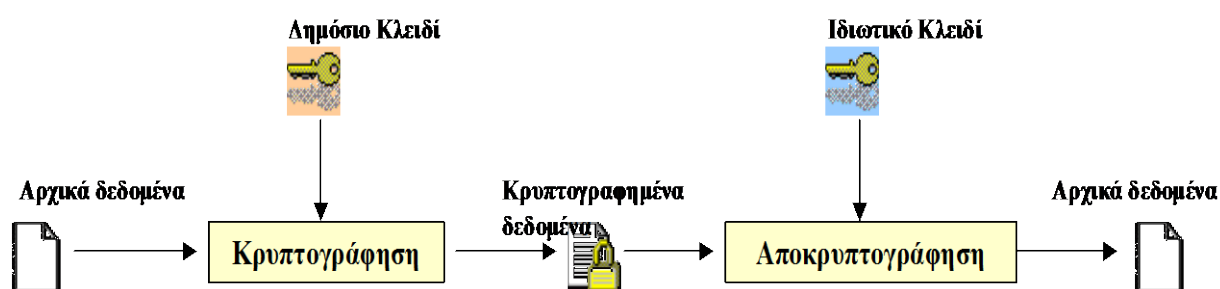 Δημόσιο Κλειδί
Ιδιωτικό Κλειδί
Αρχικά δεδομένα
Κρυπτογραφημένα
δεδομένα
Αρχικά δεδομένα
Κρυπτογράφηση
Αποκρυπτογράφηση